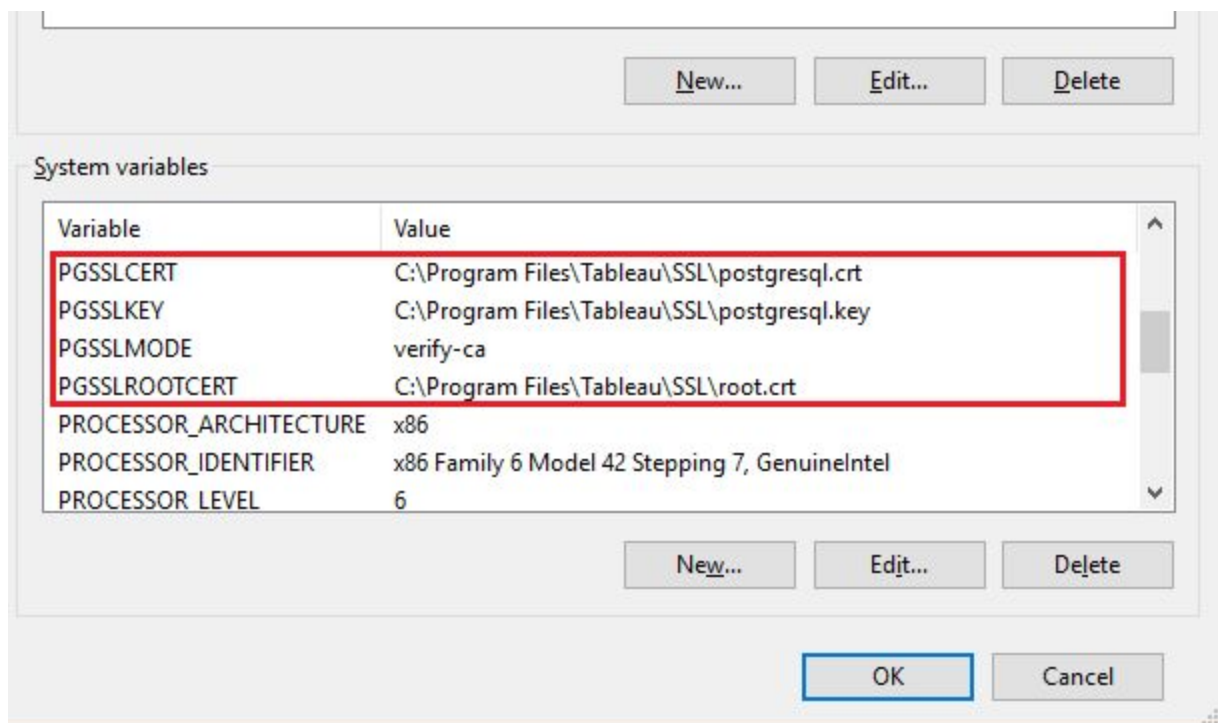 New... Edit... Delete
System variables
Variable Value
PGSSLCERT C:\Program Files\Tableau\SSL\postgresql.crt
PGSSLKEY C:\Program Files\Tableau\SSL\postgresql.key
PGSSLMODE verify-ca
PGSSLROOTCERT C:\Program Files\Tableau\SSL\root.crt
PROCESSOR_ARCHITECTURE x86
PROCESSOR_IDENTIFIER x86 Family 6 Model 42 Stepping 7, GenuineIntel
PROCESSOR_LEVEL 6
New... Edit... Delete
OK Cancel